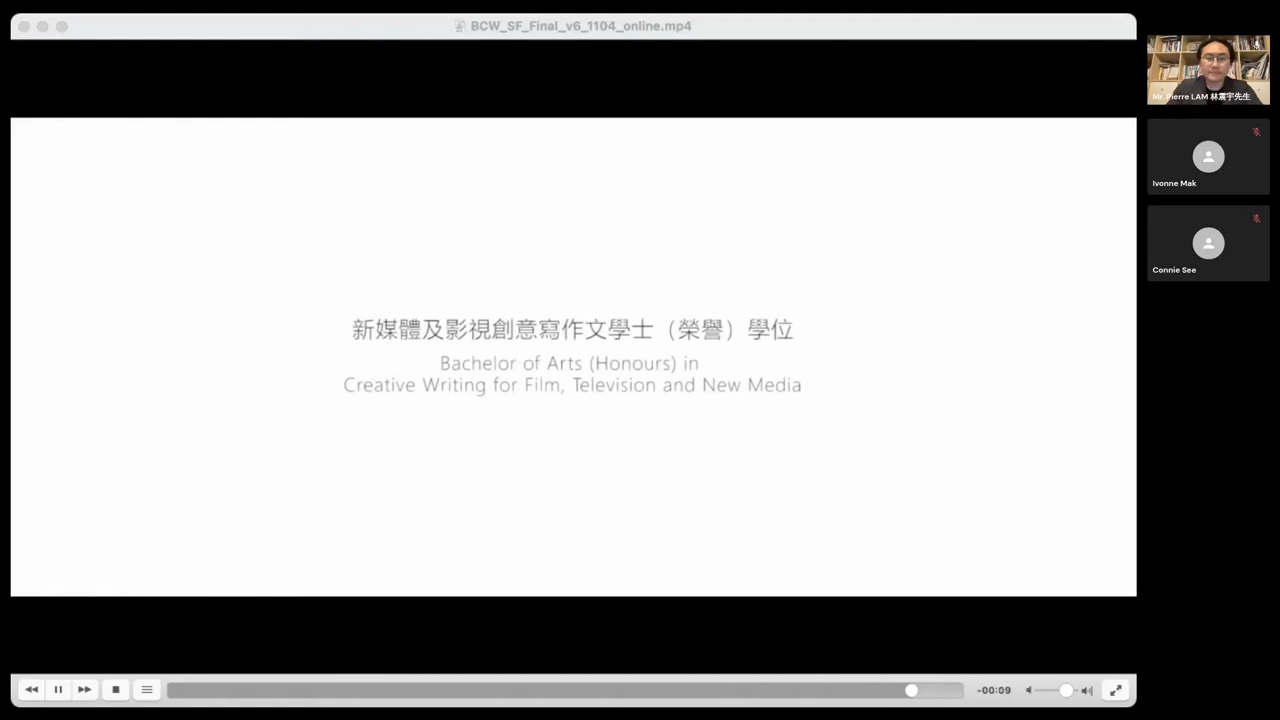 BCW_SF_Final_v6_1104_online.mp4
新媒體及影視創意寫作文學士（榮譽）學位
Bachelor of Arts (Honours) in
Creative Writing for Film, Television and New Media
-00:09
Mr. Pierre LAM 林震宇先生
Ivonne Mak
Connie See